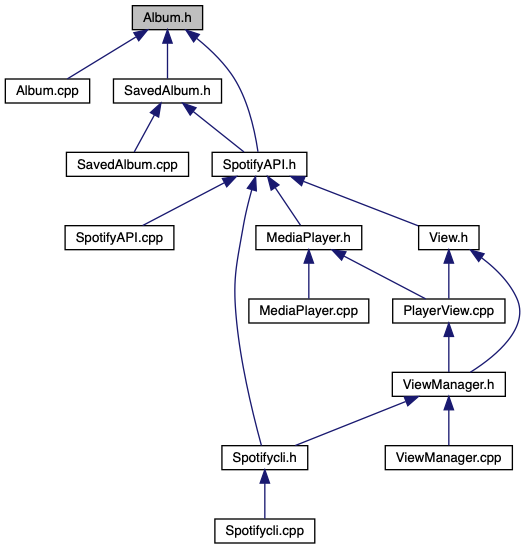 Album.h
Album.cpp
SavedAlbum.h
SavedAlbum.cpp
SpotifyAPI.h
SpotifyAPI.cpp
MediaPlayer.h
View.h
MediaPlayer.cpp
PlayerView.cpp
ViewManager.h
Spotifycli.h
ViewManager.cpp
Spotifycli.cpp